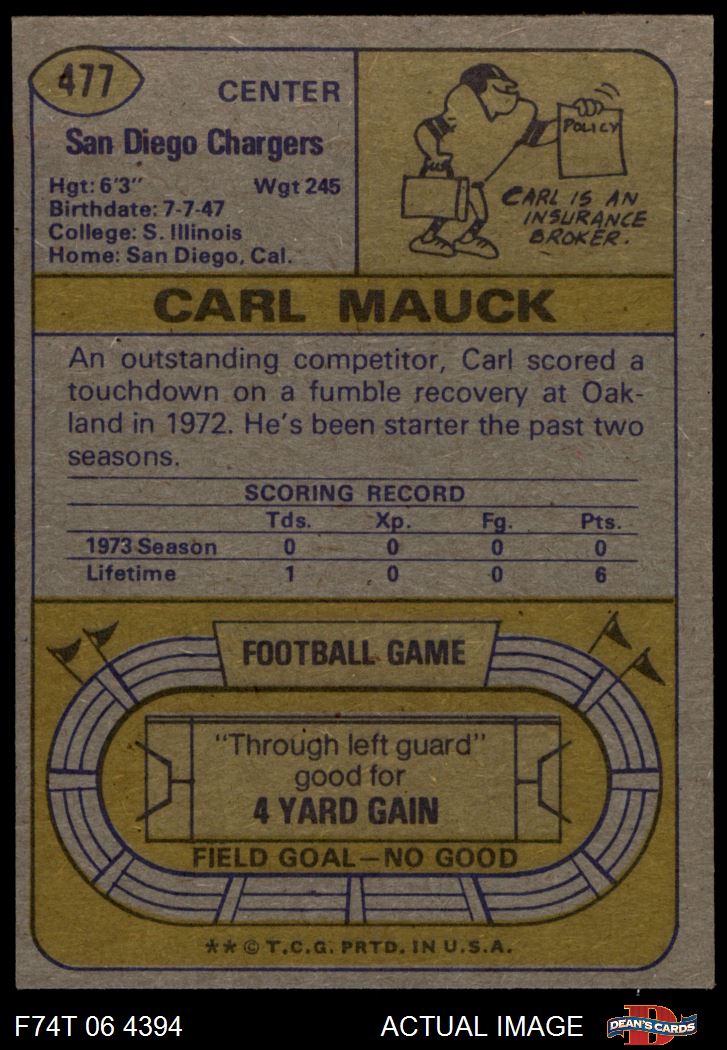 477
CENTER
San Diego Chargers
Hgt: 6'3" Wgt 245
Birthdate: 7-7-47
College: S. Illinois
Home: San Diego, Cal.
POLICY
CARL IS AN
INSURANCE
BROKER.
CARL MAUCK
An outstanding competitor, Carl scored a
touchdown on a fumble recovery at Oak-
land in 1972. He's been starter the past two
seasons.
SCORING RECORD
Tds. Xp. Fg. Pts.
1973 Season 0 0 0 0
Lifetime 1 0 0 6
FOOTBALL GAME
"Through left guard"
good for
4 YARD GAIN
FIELD GOAL—NO GOOD
** © T.C.G. PRTD. IN U.S.A.
F74T 06 4394 ACTUAL IMAGE
D
DEAN'S CARDS